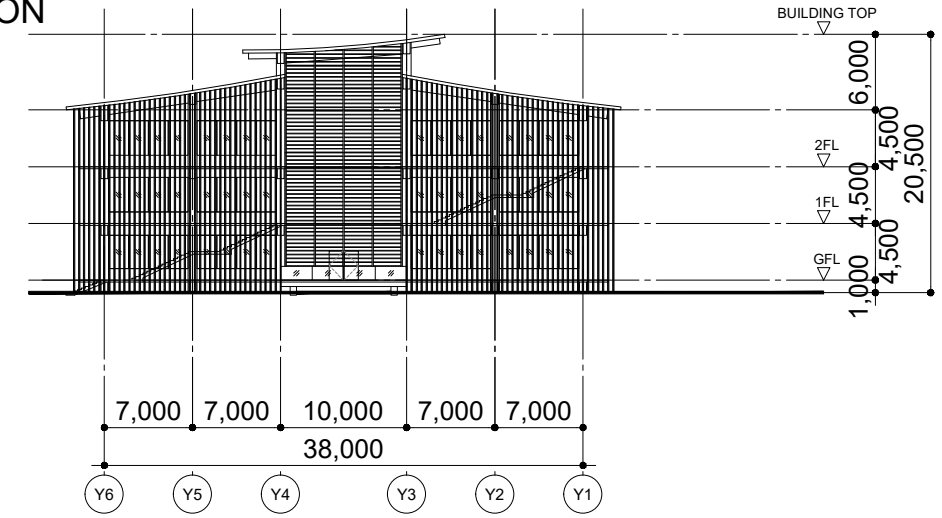 ON
BUILDING TOP
6,000
4,500
20,500
2FL
4,500
1FL
4,500
GFL
1,000
7,000 7,000 10,000 7,000 7,000
38,000
Y6 Y5 Y4 Y3 Y2 Y1